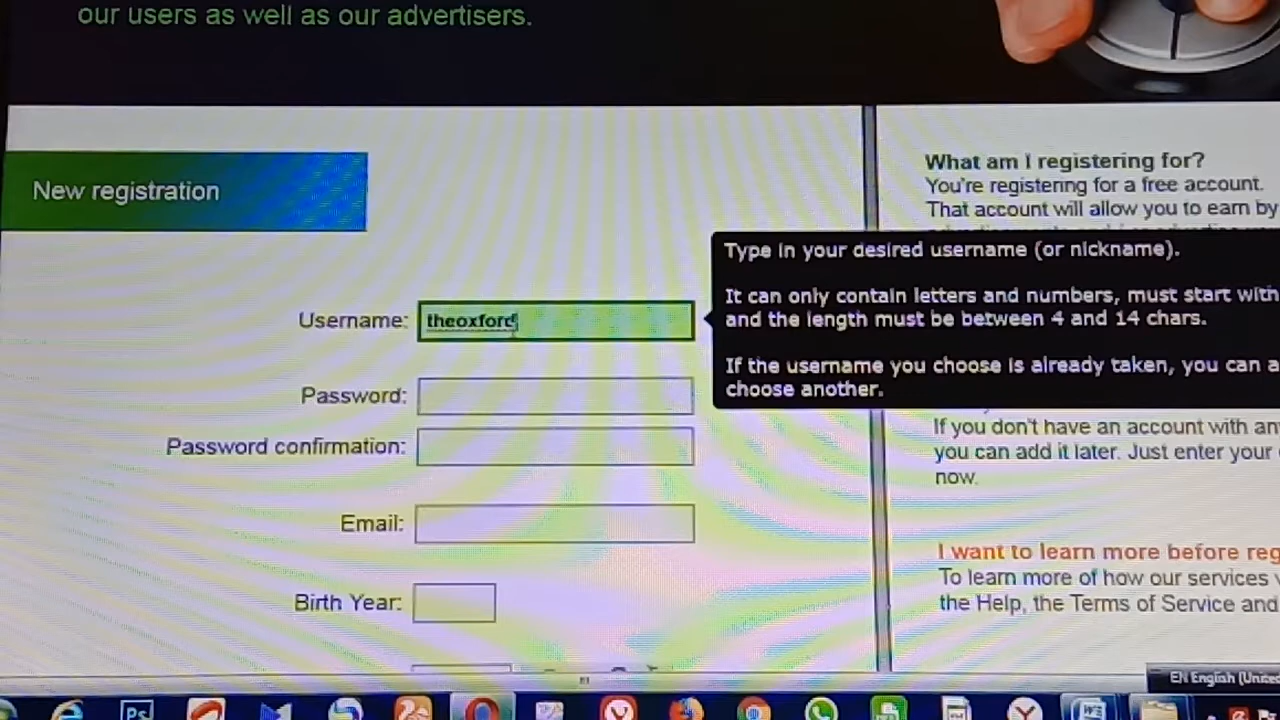 our users as well as our advertisers.
New registration
What am I registering for?
You're registering for a free account.
That account will allow you to earn by
Type in your desired username (or nickname).
It can only contain letters and numbers, must start with
and the length must be between 4 and 14 chars.
If the username you choose is already taken, you can a
choose another.
Username: theoxford
Password:
Password confirmation:
If you don't have an account with an
you can add it later. Just enter your
now.
Email:
I want to learn more before reg
To learn more of how our services
the Help, the Terms of Service and
Birth Year:
EN English (United
Ps